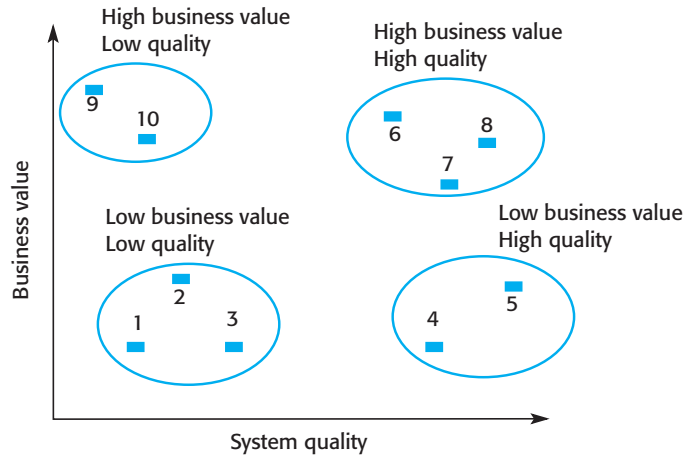 High business value
Low quality
9
10
High business value
High quality
6
8
7
Low business value
Low quality
2
1
3
Low business value
High quality
5
4
Business value
System quality